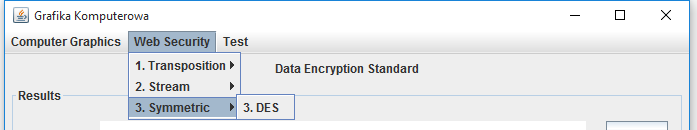 Grafika Komputerowa
Computer Graphics Web Security Test
1. Transposition
Data Encryption Standard
2. Stream
Results
3. Symmetric 3. DES